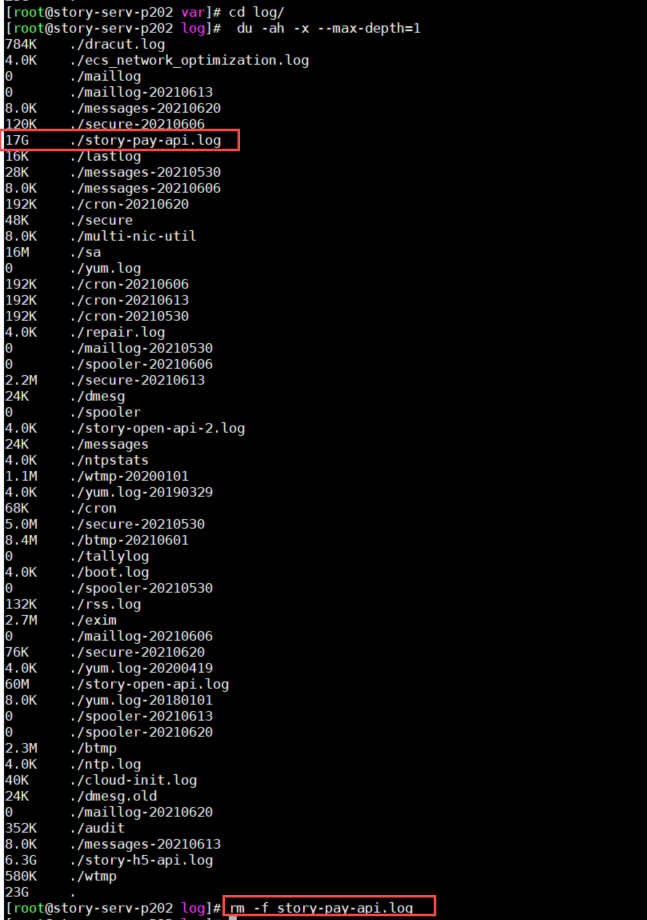 [root@story-serv-p202 var]# cd log/
[root@story-serv-p202 log]#  du -ah -x --max-depth=1
784K    ./dracut.log
4.0K    ./ecs_network_optimization.log
0       ./maillog
0       ./maillog-20210613
8.0K    ./messages-20210620
120K    ./secure-20210606
17G     ./story-pay-api.log
16K     ./lastlog
28K     ./messages-20210530
8.0K    ./messages-20210606
192K    ./cron-20210620
48K     ./secure
8.0K    ./multi-nic-util
16M     ./sa
0       ./yum.log
192K    ./cron-20210606
192K    ./cron-20210613
192K    ./cron-20210530
4.0K    ./repair.log
0       ./maillog-20210530
0       ./spooler-20210606
2.2M    ./secure-20210613
24K     ./dmesg
0       ./spooler
4.0K    ./story-open-api-2.log
24K     ./messages
4.0K    ./ntpstats
1.1M    ./wtmp-20200101
4.0K    ./yum.log-20190329
68K     ./cron
5.0M    ./secure-20210530
8.4M    ./btmp-20210601
0       ./tallylog
4.0K    ./boot.log
0       ./spooler-20210530
132K    ./rss.log
2.7M    ./exim
0       ./maillog-20210606
76K     ./secure-20210620
4.0K    ./yum.log-20200419
60M     ./story-open-api.log
8.0K    ./yum.log-20180101
0       ./spooler-20210613
0       ./spooler-20210620
2.3M    ./btmp
4.0K    ./ntp.log
40K     ./cloud-init.log
24K     ./dmesg.old
0       ./maillog-20210620
352K    ./audit
8.0K    ./messages-20210613
6.3G    ./story-h5-api.log
580K    ./wtmp
23G     .
[root@story-serv-p202 log]# rm -f story-pay-api.log